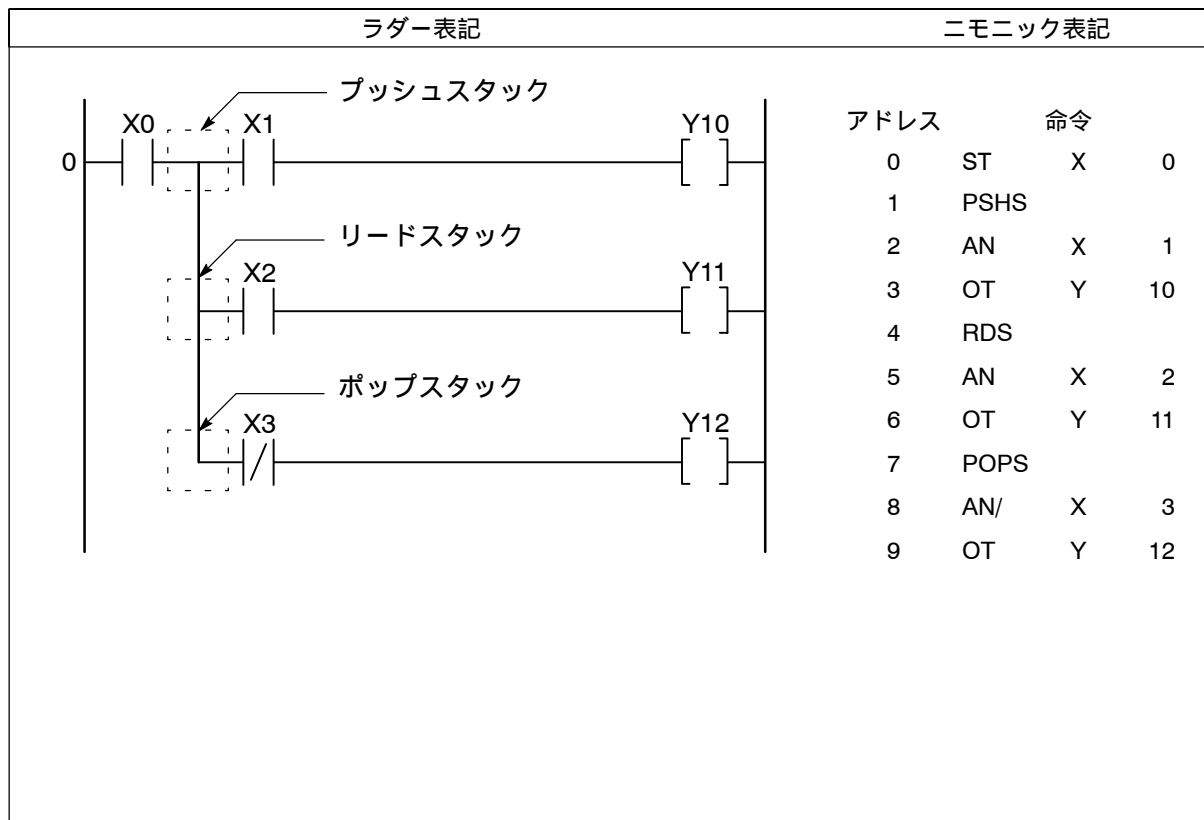 ラダー表記 ニモニック表記
プッシュスタック
X0 X1 Y10
0
リードスタック
X2 Y11
ポップスタック
X3 Y12
アドレス 命令
0 ST X 0
1 PSHS
2 AN X 1
3 OT Y 10
4 RDS
5 AN X 2
6 OT Y 11
7 POPS
8 AN/ X 3
9 OT Y 12